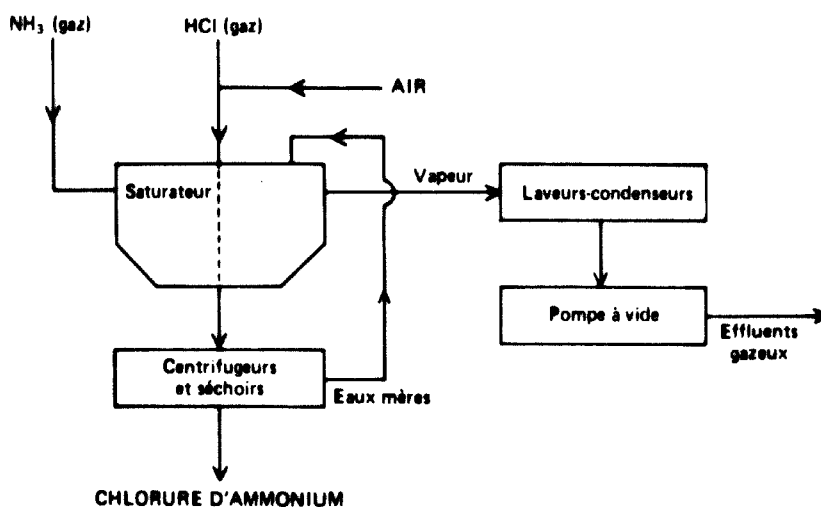 NH₃ (gaz)
HCl (gaz)
AIR
Saturateur
Vapeur
Laveurs-condenseurs
Pompe à vide
Effluents
gazeux
Centrifugeurs
et séchoirs
Eaux mères
CHLORURE D'AMMONIUM